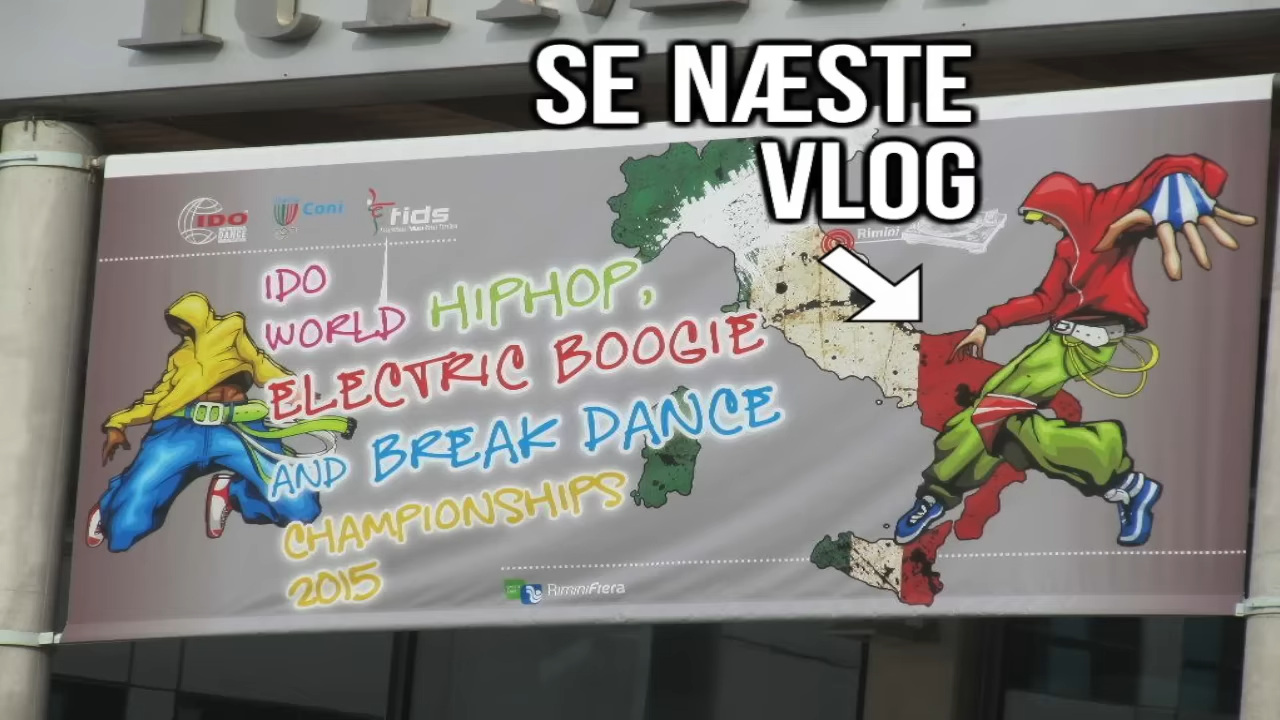 SE NÆSTE
VLOG
IDO
Coni
fids
Rimini
IDO
WORLD HIPHOP,
ELECTRIC BOOGIE
AND BREAK DANCE
CHAMPIONSHIPS
2015
RiminiFiera